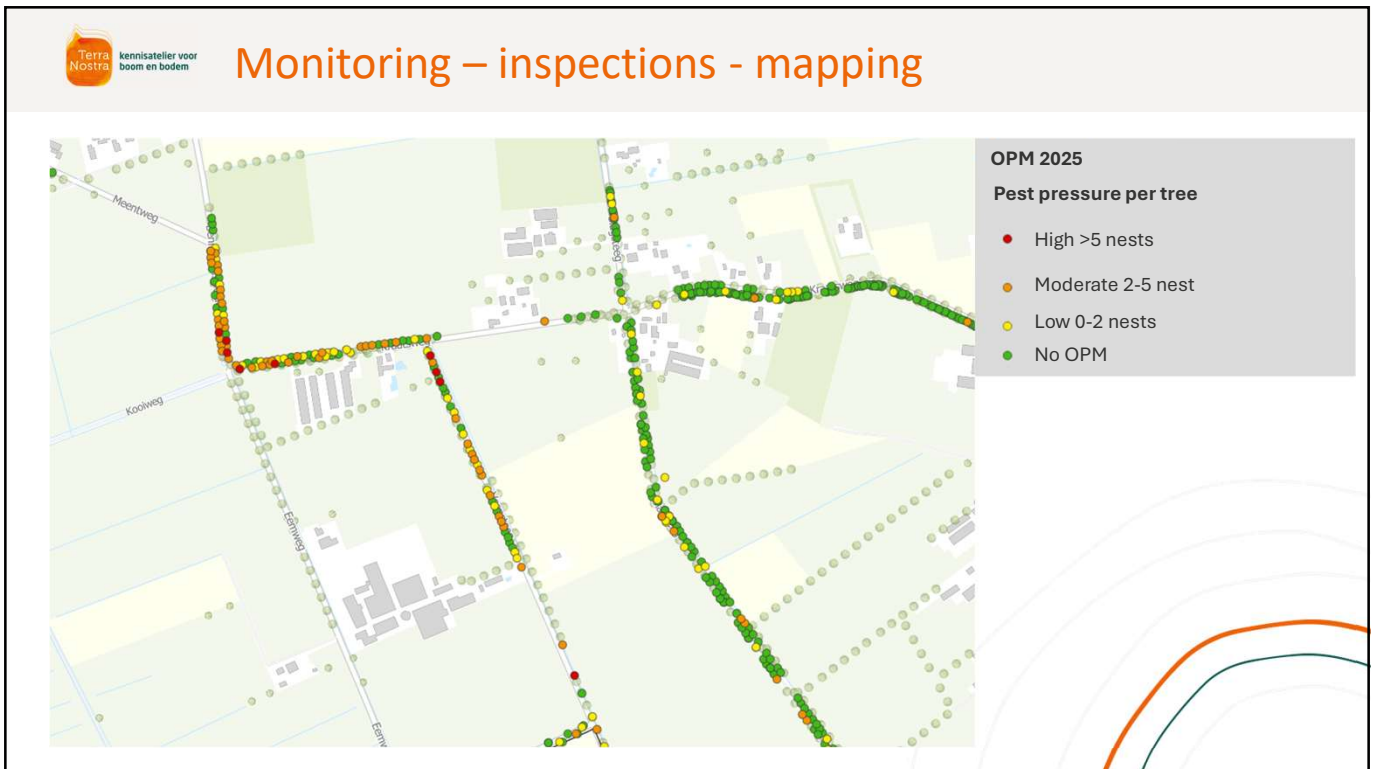 Terra
Nostra
kennisatelier voor
boom en bodem
Monitoring – inspections - mapping
OPM 2025
Pest pressure per tree
High >5 nests
Moderate 2-5 nest
Low 0-2 nests
No OPM
Meentweg
Kooiweg
Eemweg